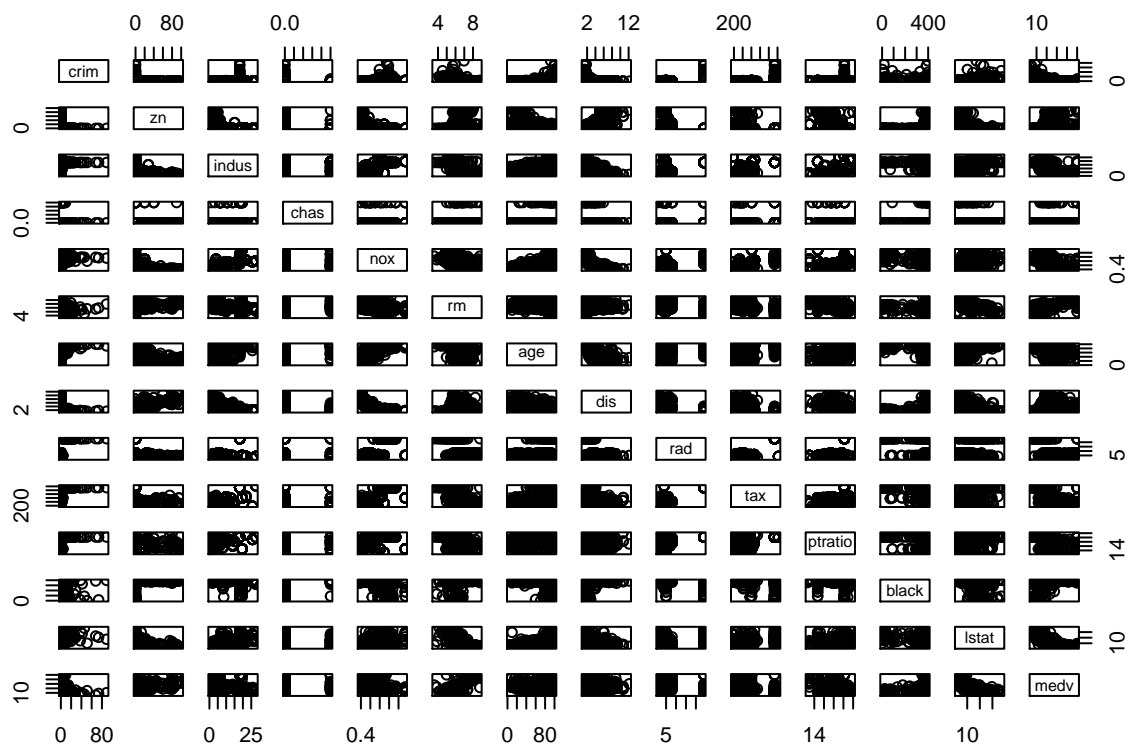 0 80 0.0 4 6 8 2 12 200 0 400 10
crim 0
0 zn
indus 0
0.0 chas
nox 0.4
4 rm
age 0
2 dis
rad 5
200 tax
ptratio 14
0 black
lstat 10
10 medv
0 80 0 25 0.4 0 80 5 14 10